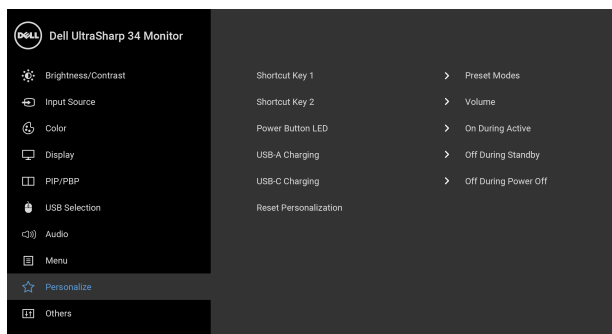 DELL Dell UltraSharp 34 Monitor
Brightness/Contrast
Input Source
Color
Display
PIP/PBP
USB Selection
Audio
Menu
Personalize
Others
Shortcut Key 1 > Preset Modes
Shortcut Key 2 > Volume
Power Button LED > On During Active
USB-A Charging > Off During Standby
USB-C Charging > Off During Power Off
Reset Personalization